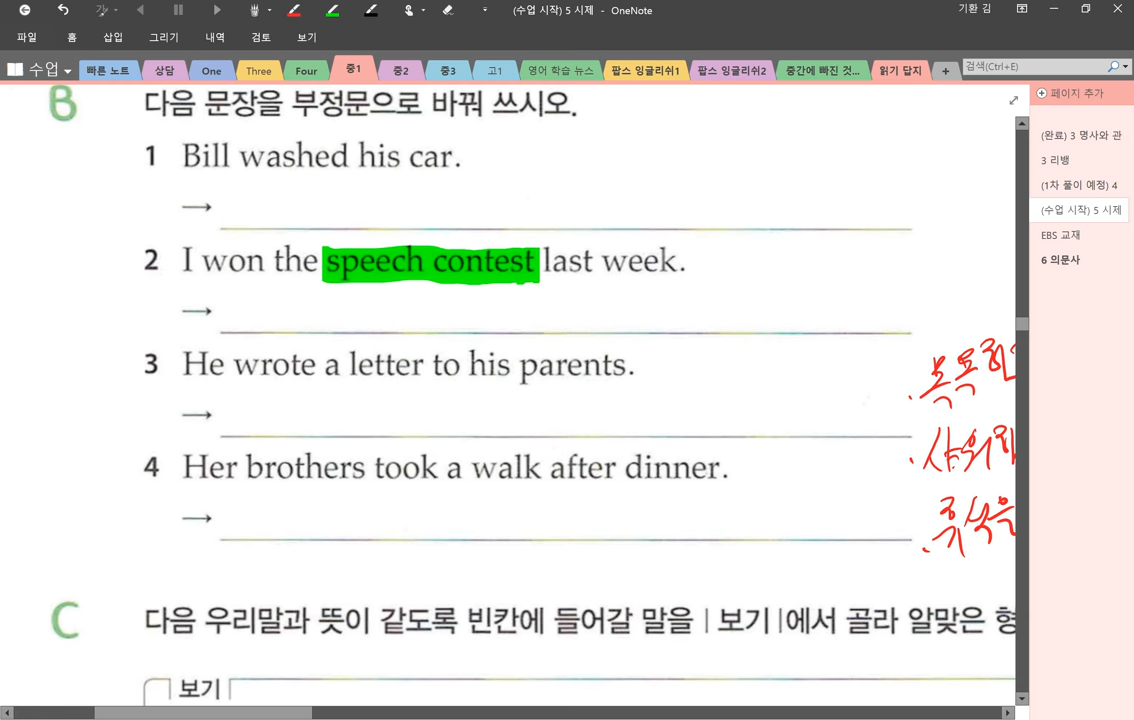 (수업 시작) 5 시제 - OneNote
기환 김
파일 홈 삽입 그리기 내역 검토 보기
수업 빠른 노트 상담 One Three Four 중1 중2 중3 고1 영어 학습 뉴스 팝스 잉글리쉬1 팝스 잉글리쉬2 중간에 빠진 것... 읽기 답지 + 검색(Ctrl+E)
페이지 추가
(완료) 3 명사와 관
3 리뱅
(1차 풀이 예정) 4
(수업 시작) 5 시제
EBS 교재
6 의문사
B 다음 문장을 부정문으로 바꿔 쓰시오.
1 Bill washed his car.
→
2 I won the speech contest last week.
→
3 He wrote a letter to his parents.
→
4 Her brothers took a walk after dinner.
→
C 다음 우리말과 뜻이 같도록 빈칸에 들어갈 말을 | 보기 |에서 골라 알맞은 형
보기